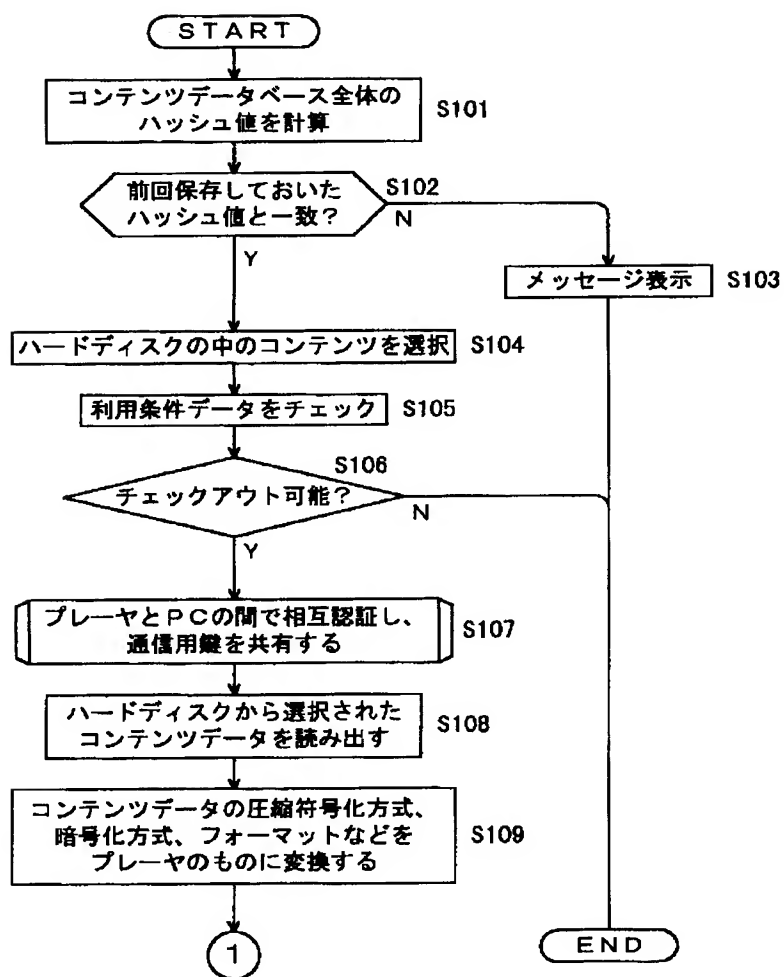 START
コンテンツデータベース全体の
ハッシュ値を計算
S101
前回保存しておいた
ハッシュ値と一致?
S102
N
Y
メッセージ表示
S103
ハードディスクの中のコンテンツを選択
S104
利用条件データをチェック
S105
S106
チェックアウト可能?
N
Y
プレーヤとPCの間で相互認証し、
通信用鍵を共有する
S107
ハードディスクから選択された
コンテンツデータを読み出す
S108
コンテンツデータの圧縮符号化方式、
暗号化方式、フォーマットなどを
プレーヤのものに変換する
S109
1
END